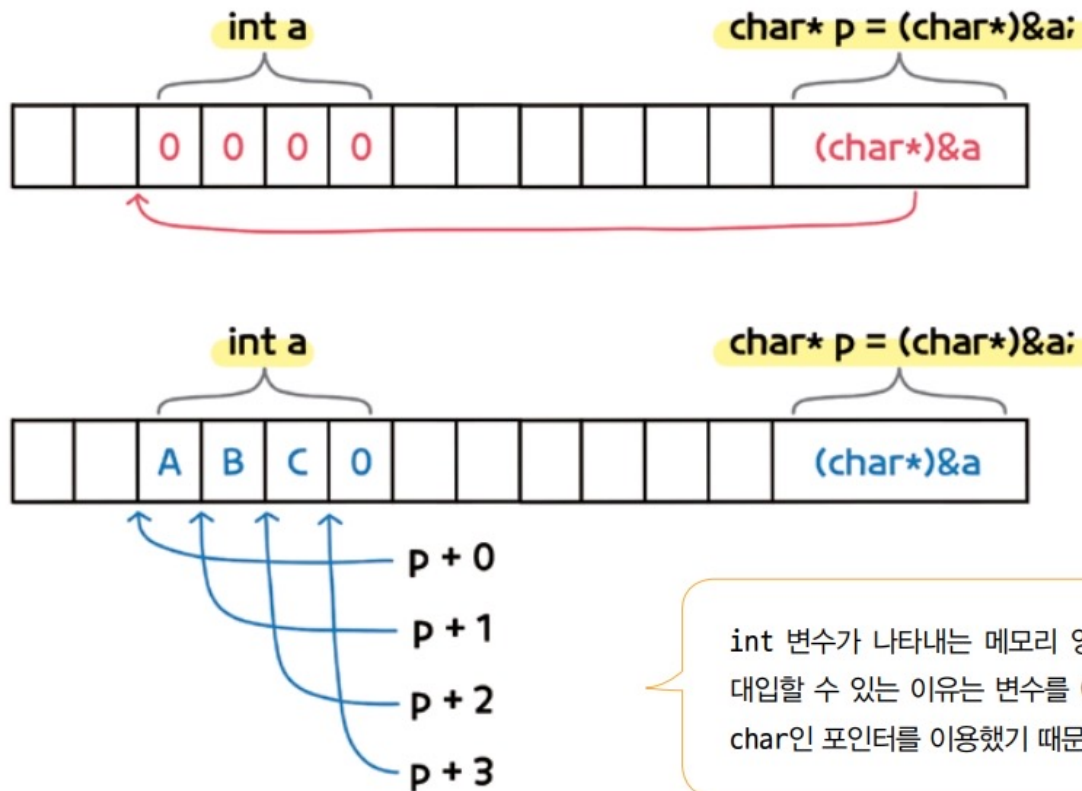 int a
char* p = (char*)&a;
0 0 0 0
(char*)&a
int a
char* p = (char*)&a;
A B C 0
(char*)&a
p + 0
p + 1
p + 2
p + 3
int 변수가 나타내는 메모리
대입할 수 있는 이유는 변수를
char인 포인터를 이용했기 때문